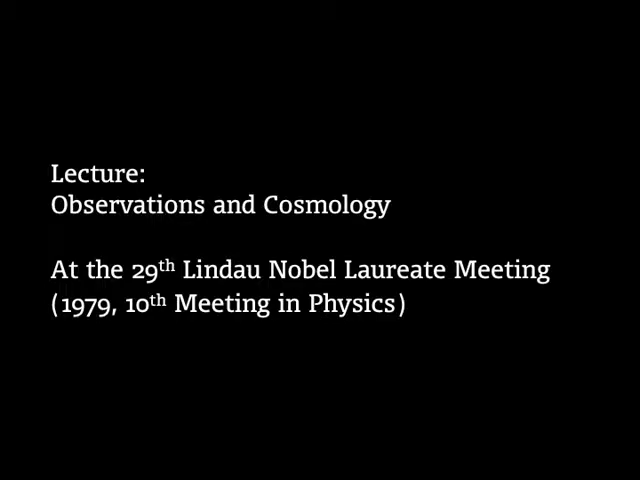 Lecture:
Observations and Cosmology
At the 29th Lindau Nobel Laureate Meeting
(1979, 10th Meeting in Physics)